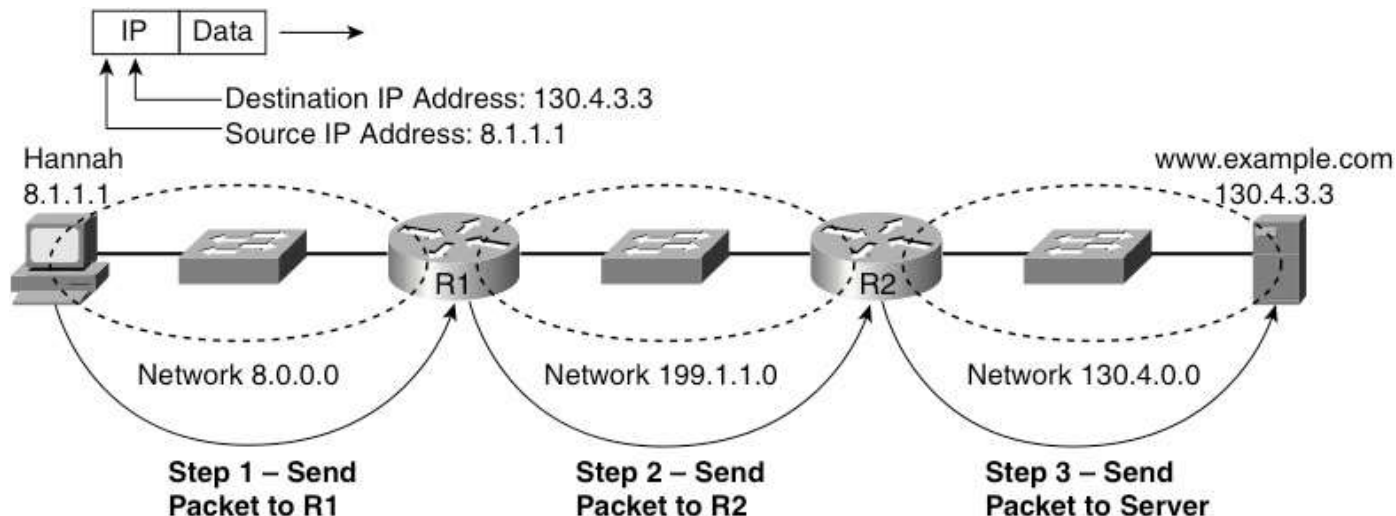 IP Data
Destination IP Address: 130.4.3.3
Source IP Address: 8.1.1.1
Hannah
8.1.1.1
www.example.com
130.4.3.3
R1
R2
Network 8.0.0.0
Network 199.1.1.0
Network 130.4.0.0
Step 1 – Send
Packet to R1
Step 2 – Send
Packet to R2
Step 3 – Send
Packet to Server